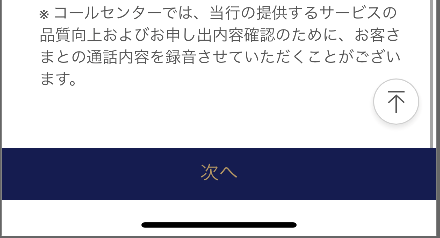 ※ コールセンターでは、当行の提供するサービスの
品質向上およびお申し出内容確認のために、お客さ
まとの通話内容を録音させていただくことがござい
ます。
次へ